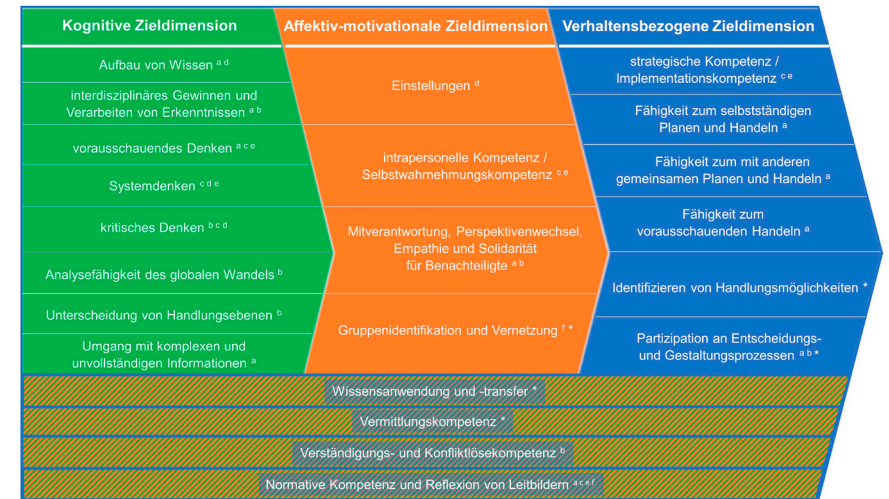 Kognitive Zieldimension
Aufbau von Wissen a d
interdisziplinäres Gewinnen und
Verarbeiten von Erkenntnissen a b
vorausschauendes Denken a c e
Systemdenken c d e
kritisches Denken b c d
Analysefähigkeit des globalen Wandels b
Unterscheidung von Handlungsebenen b
Umgang mit komplexen und
unvollständigen Informationen a
Affektiv-motivationale Zieldimension
Einstellungen d
intrapersonelle Kompetenz /
Selbstwahrnehmungskompetenz c e
Mitverantwortung, Perspektivenwechsel,
Empathie und Solidarität
für Benachteiligte a b
Gruppenidentifikation und Vernetzung f *
Verhaltensbezogene Zieldimension
strategische Kompetenz /
Implementationskompetenz c e
Fähigkeit zum selbstständigen
Planen und Handeln a
Fähigkeit zum mit anderen
gemeinsamen Planen und Handeln a
Fähigkeit zum
vorausschauenden Handeln a
Identifizieren von Handlungsmöglichkeiten *
Partizipation an Entscheidungs-
und Gestaltungsprozessen a b *
Wissensanwendung und -transfer *
Vermittlungskompetenz *
Verständigungs- und Konfliktlösekompetenz b
Normative Kompetenz und Reflexion von Leitbildern a c e f